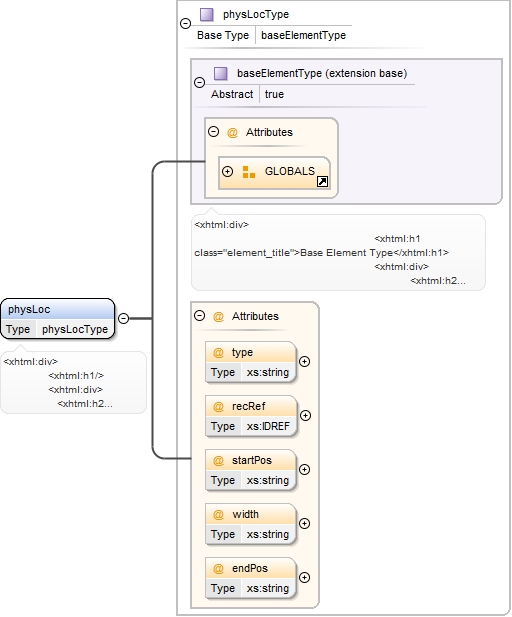 physLocType
Base Type baseElementType
baseElementType (extension base)
Abstract true
@ Attributes
GLOBALS
<xhtml:div>
<xhtml:h1
class="element_title">Base Element Type</xhtml:h1>
<xhtml:div>
<xhtml:h2...
physLoc
Type physLocType
<xhtml:div>
<xhtml:h1/>
<xhtml:div>
<xhtml:h2...
@ Attributes
@ type
Type xs:string
@ recRef
Type xs:IDREF
@ startPos
Type xs:string
@ width
Type xs:string
@ endPos
Type xs:string